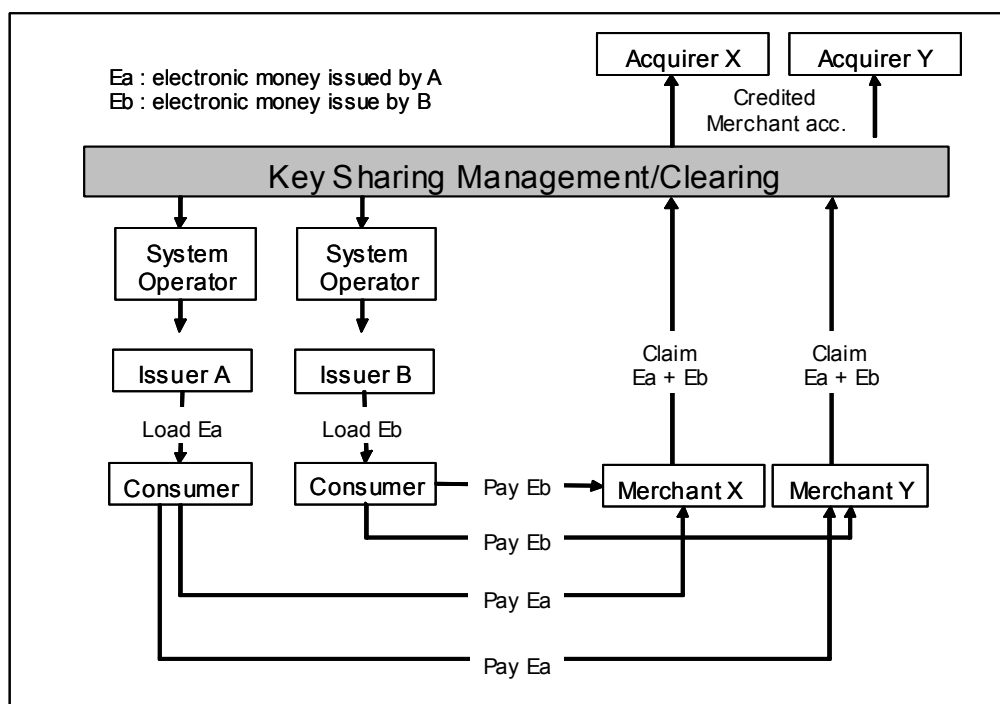 Acquirer X
Acquirer Y
Ea : electronic money issued by A
Eb : electronic money issue by B
Credited
Merchant acc.
Key Sharing Management/Clearing
System
Operator
System
Operator
Issuer A
Issuer B
Claim
Ea + Eb
Claim
Ea + Eb
Load Ea
Load Eb
Consumer
Consumer
Pay Eb
Merchant X
Merchant Y
Pay Eb
Pay Ea
Pay Ea